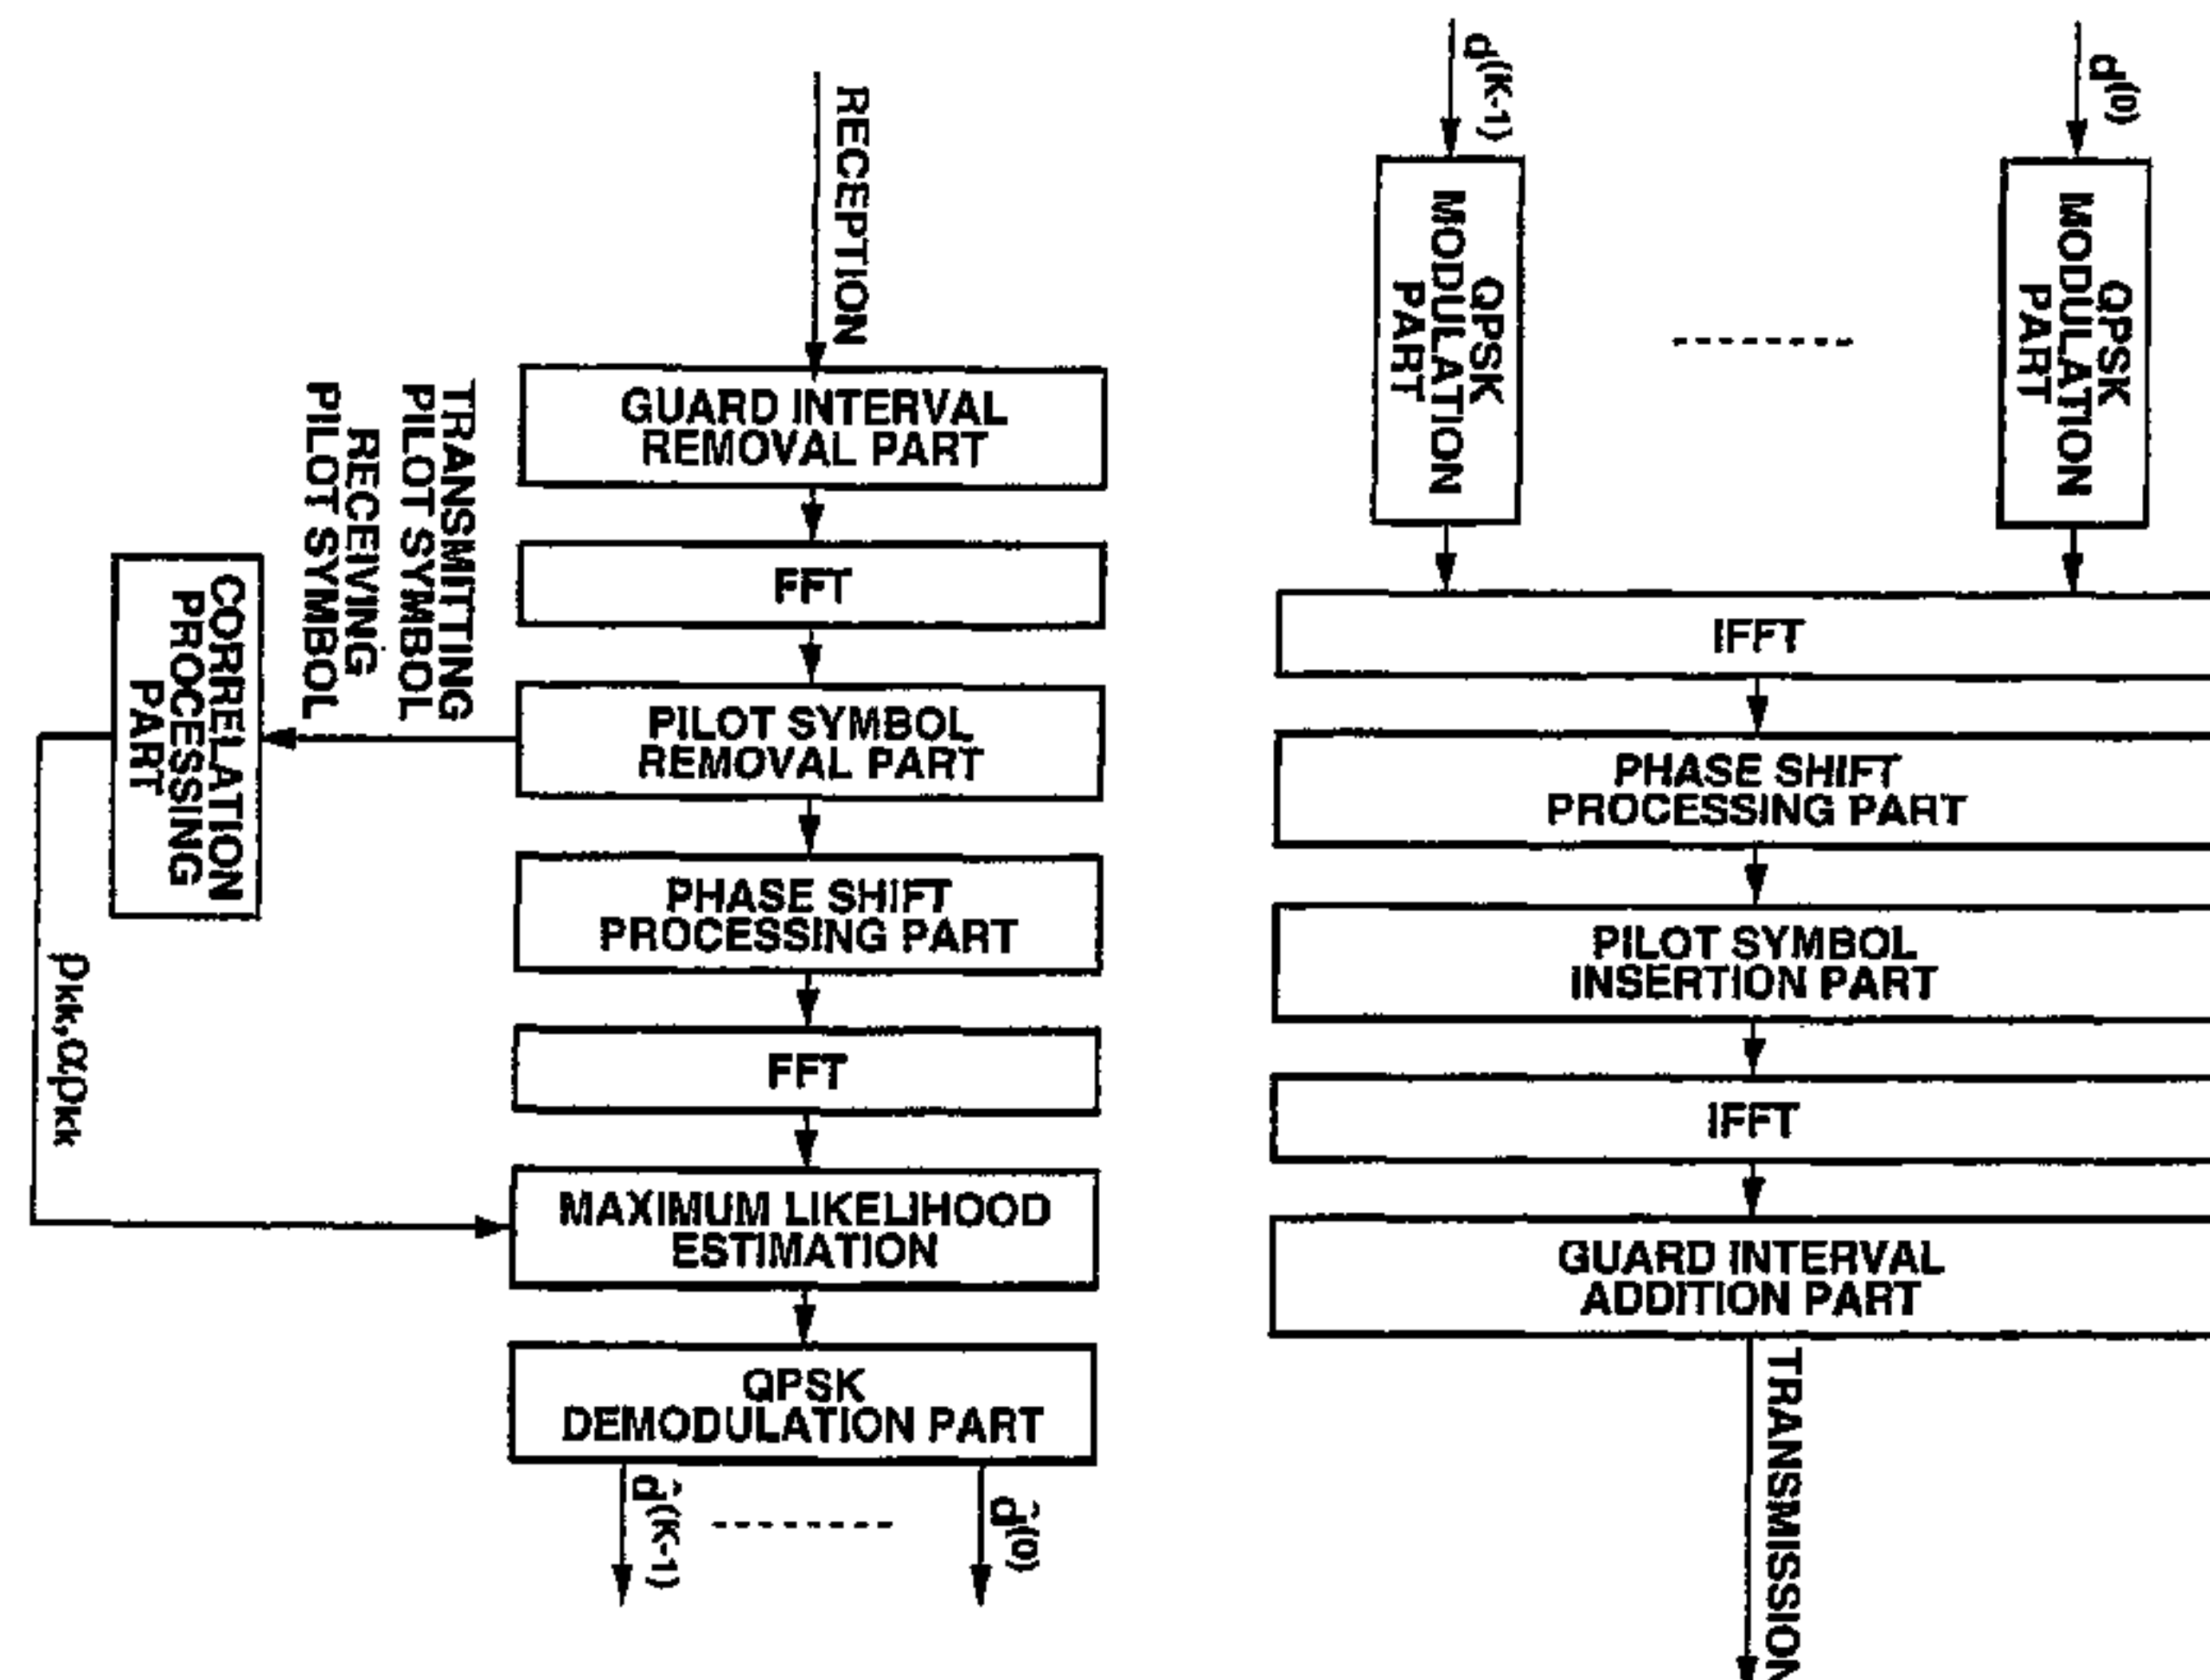 d(K-1)
d(0)
QPSK
MODULATION
PART
QPSK
MODULATION
PART
IFFT
PHASE SHIFT
PROCESSING PART
PILOT SYMBOL
INSERTION PART
IFFT
GUARD INTERVAL
ADDITION PART
TRANSMISSION
RECEPTION
GUARD INTERVAL
REMOVAL PART
FFT
PILOT SYMBOL
REMOVAL PART
TRANSMITTING
PILOT SYMBOL
RECEIVING
PILOT SYMBOL
CORRELATION
PROCESSING
PART
PHASE SHIFT
PROCESSING PART
FFT
MAXIMUM LIKELIHOOD
ESTIMATION
QPSK
DEMODULATION PART
d̂(K-1)
d̂(0)